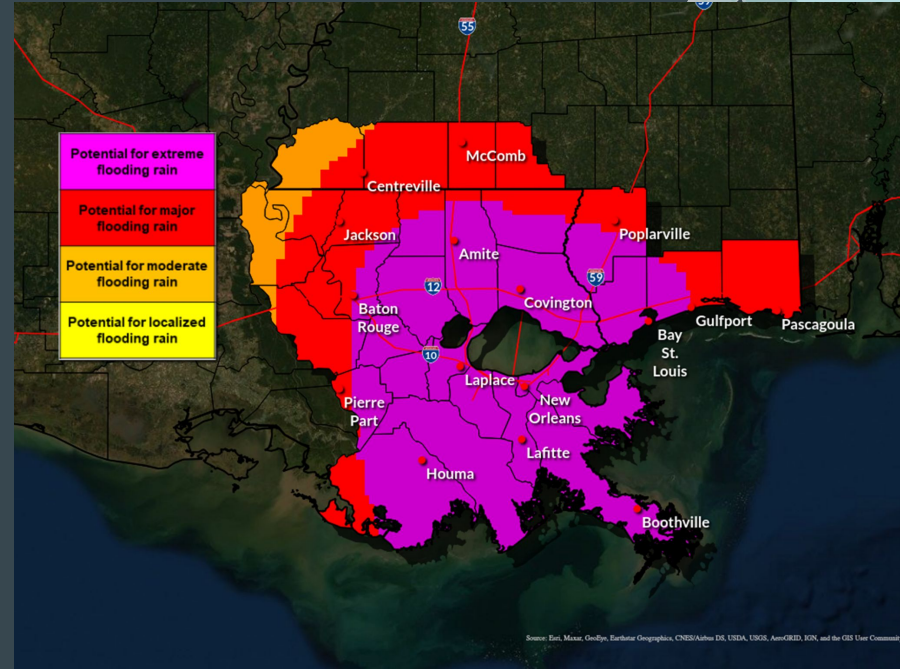 55
Potential for extreme
flooding rain
Potential for major
flooding rain
Potential for moderate
flooding rain
Potential for localized
flooding rain
McComb
Centreville
Jackson
Poplarville
Amite
59
12
Covington
Baton
Rouge
Gulfport
Pascagoula
Bay
St.
Louis
10
Laplace
New
Orleans
Pierre
Part
Lafitte
Houma
Boothville
Source: Esri, Maxar, GeoEye, Earthstar Geographics, CNES/Airbus DS, USDA, USGS, AeroGRID, IGN, and the GIS User Communit